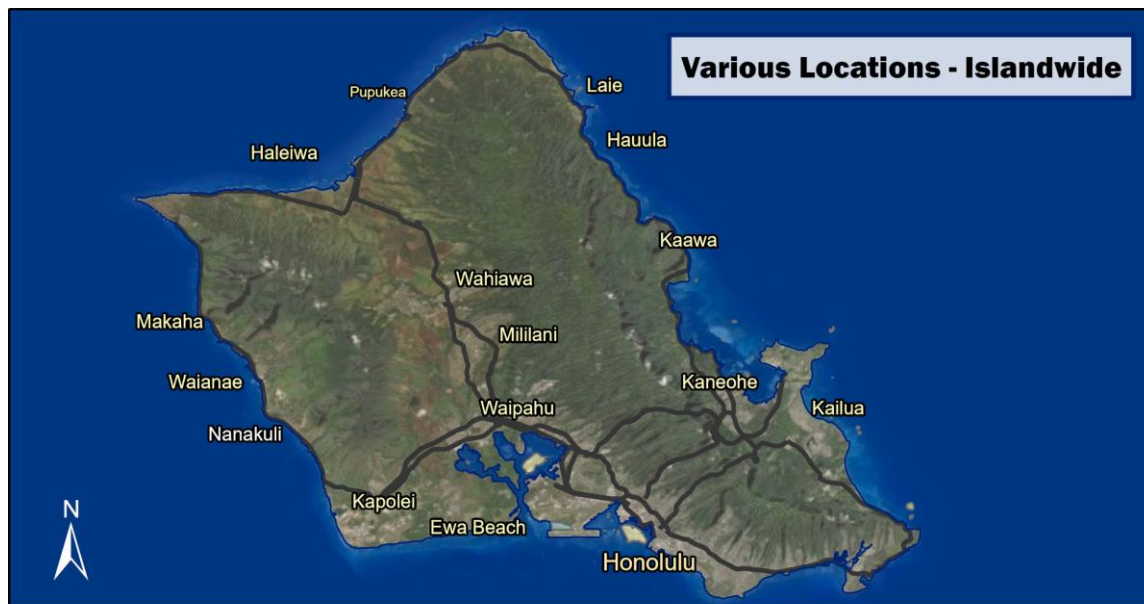 Various Locations - Islandwide
Laie
Pupukea
Hauula
Haleiwa
Kaawa
Wahiawa
Makaha
Mililani
Waianae
Kaneohe
Waipahu
Kailua
Nanakuli
Kapolei
Ewa Beach
Honolulu
N